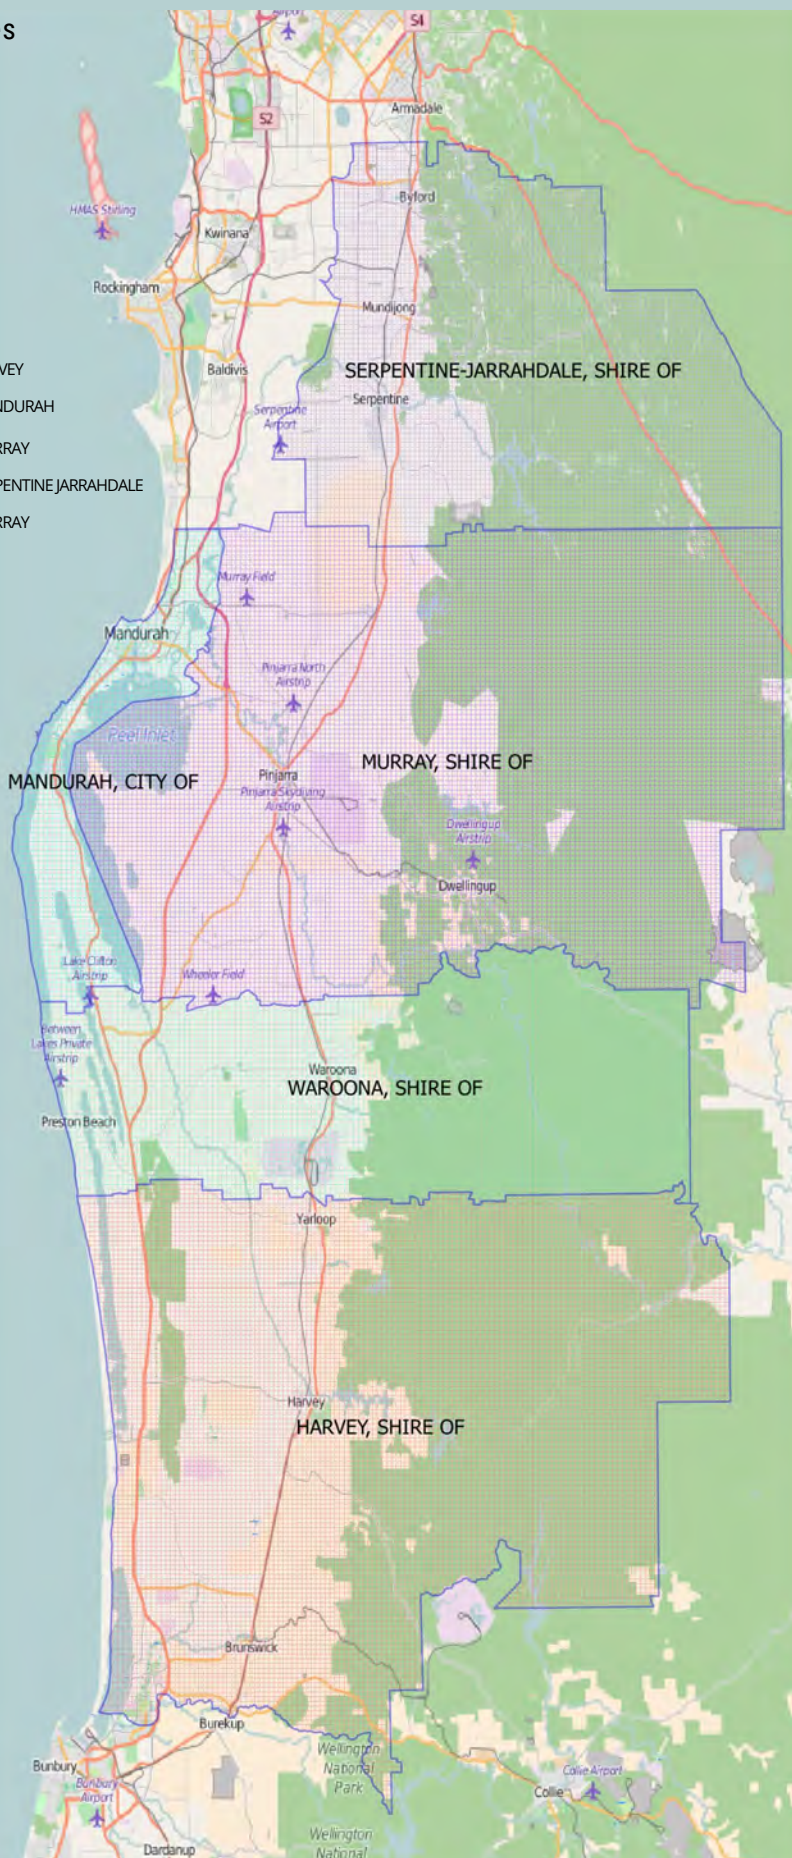 S
Airport
S4
S2
Armadale
HMAS Stirling
Byford
Kwinana
Rockingham
Mundijong
VEY
Baldivis
SERPENTINE-JARRAHDALE, SHIRE OF
Serpentine
NDURAH
Serpentine
Airport
RRAY
PENTINE JARRAHDALE
RRAY
Murray Field
Mandurah
Pinjarra North
Airstrip
Peel Inlet
MURRAY, SHIRE OF
MANDURAH, CITY OF
Pinjarra
Pinjarra Skydiving
Airstrip
Dwellingup
Airstrip
Dwellingup
Lake Clifton
Airstrip
Wheeler Field
Between
Lakes Private
Airstrip
Waroona
WAROONA, SHIRE OF
Preston Beach
Yarloop
Harvey
HARVEY, SHIRE OF
Brunswick
Burekup
Wellington
National
Park
Bunbury
Bunbury
Airport
Collie Airport
Collie
Wellington
National
Dardanup